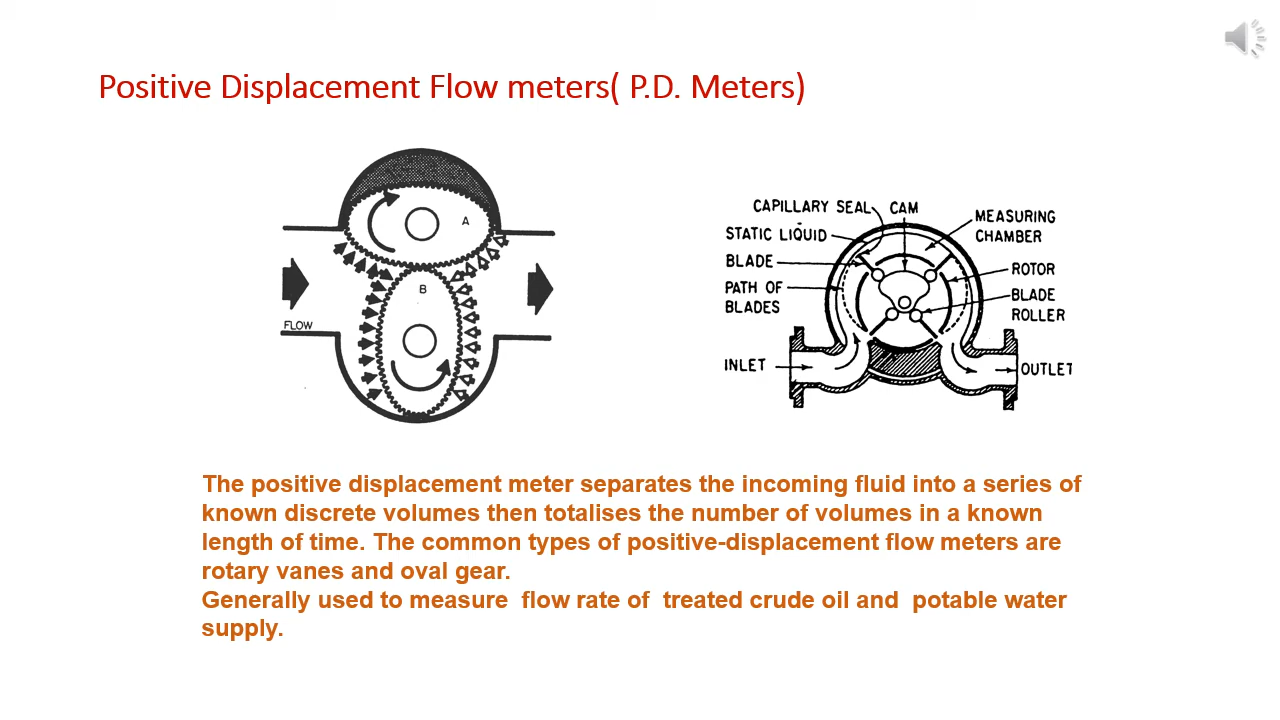 Positive Displacement Flow meters( P.D. Meters)
A
B
FLOW
CAPILLARY SEAL
CAM
MEASURING
CHAMBER
STATIC LIQUID
BLADE
ROTOR
PATH OF
BLADES
BLADE
ROLLER
INLET
OUTLET
The positive displacement meter separates the incoming fluid into a series of
known discrete volumes then totalises the number of volumes in a known
length of time. The common types of positive-displacement flow meters are
rotary vanes and oval gear.
Generally used to measure flow rate of treated crude oil and potable water
supply.